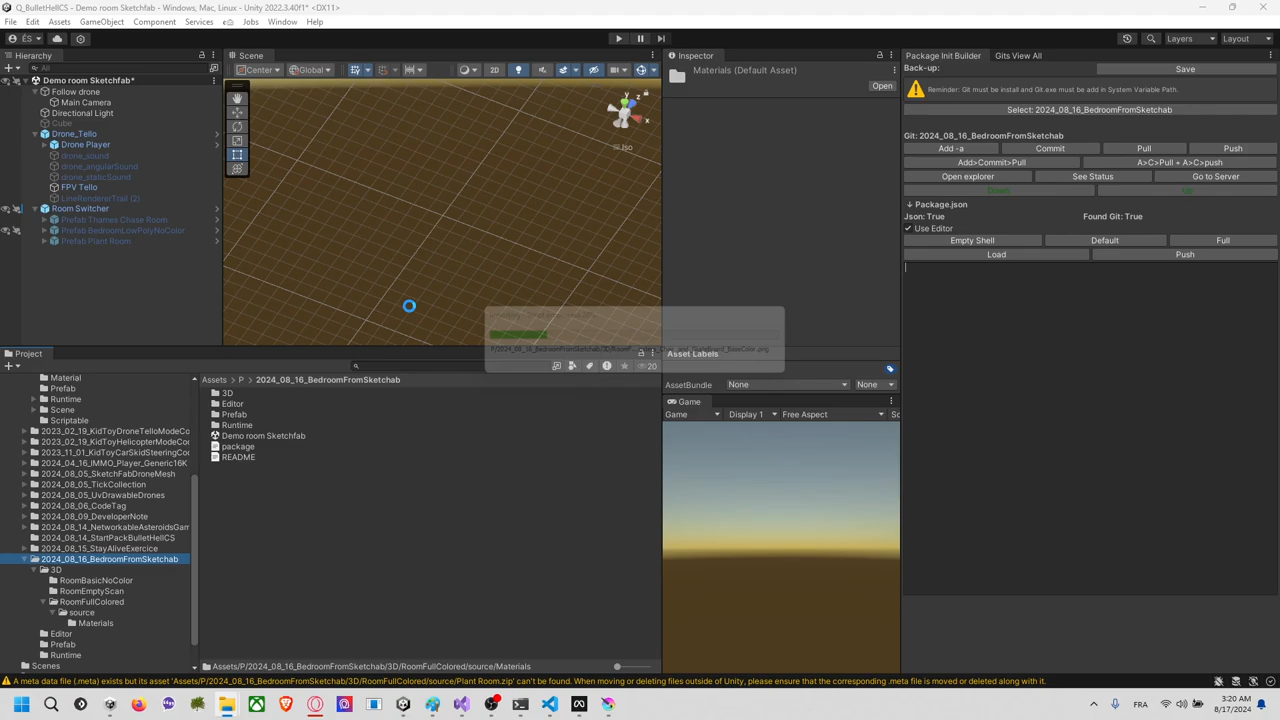 Q_BulletHellCS - Demo room Sketchfab - Windows, Mac, Linux - Unity 2022.3.40f1* <DX11>
File Edit Assets GameObject Component Services Jobs Window Help
ÉS Layers Layout
Hierarchy
All
Demo room Sketchfab*
Follow drone
Main Camera
Directional Light
Cube
Drone_Tello
Drone Player
drone_sound
drone_angularSound
drone_staticSound
FPV Tello
LineRendererTrail (2)
Room Switcher
Prefab Thames Chase Room
Prefab BedroomLowPolyNoColor
Prefab Plant Room
Scene
Center Global 2D
y
z
x
Iso
Inspector
Materials (Default Asset)
Open
Asset Labels
AssetBundle None None
Game
Game Display 1 Free Aspect Sc
Package Init Builder Gits View All
Back-up: Save
Reminder: Git must be install and Git.exe must be add in System Variable Path.
Select: 2024_08_16_BedroomFromSketchab
Git: 2024_08_16_BedroomFromSketchab
Add -a Commit Pull Push
Add>Commit>Pull A>C>Pull + A>C>push
Open explorer See Status Go to Server
Down Up
↓ Package.json
Json: True Found Git: True
Use Editor
Empty Shell Default Full
Load Push
Project
20
Material
Prefab
Runtime
Scene
Scriptable
2023_02_19_KidToyDroneTelloModeCo
2023_02_19_KidToyHelicopterModeCoo
2023_11_01_KidToyCarSkidSteeringCoo
2024_04_16_IMMO_Player_Generic16K
2024_08_05_SketchFabDroneMesh
2024_08_05_TickCollection
2024_08_05_UvDrawableDrones
2024_08_06_CodeTag
2024_08_09_DeveloperNote
2024_08_14_NetworkableAsteroidsGam
2024_08_14_StartPackBulletHellCS
2024_08_15_StayAliveExercice
2024_08_16_BedroomFromSketchab
3D
RoomBasicNoColor
RoomEmptyScan
RoomFullColored
source
Materials
Editor
Prefab
Runtime
Scenes
Assets > P > 2024_08_16_BedroomFromSketchab
3D
Editor
Prefab
Runtime
Demo room Sketchfab
package
README
Assets/P/2024_08_16_BedroomFromSketchab/3D/RoomFullColored/source/Materials
A meta data file (.meta) exists but its asset 'Assets/P/2024_08_16_BedroomFromSketchab/3D/RoomFullColored/source/Plant Room.zip' can't be found. When moving or deleting files outside of Unity, please ensure that the corresponding .meta file is moved or deleted along with it.
FRA 3:20 AM
8/17/2024